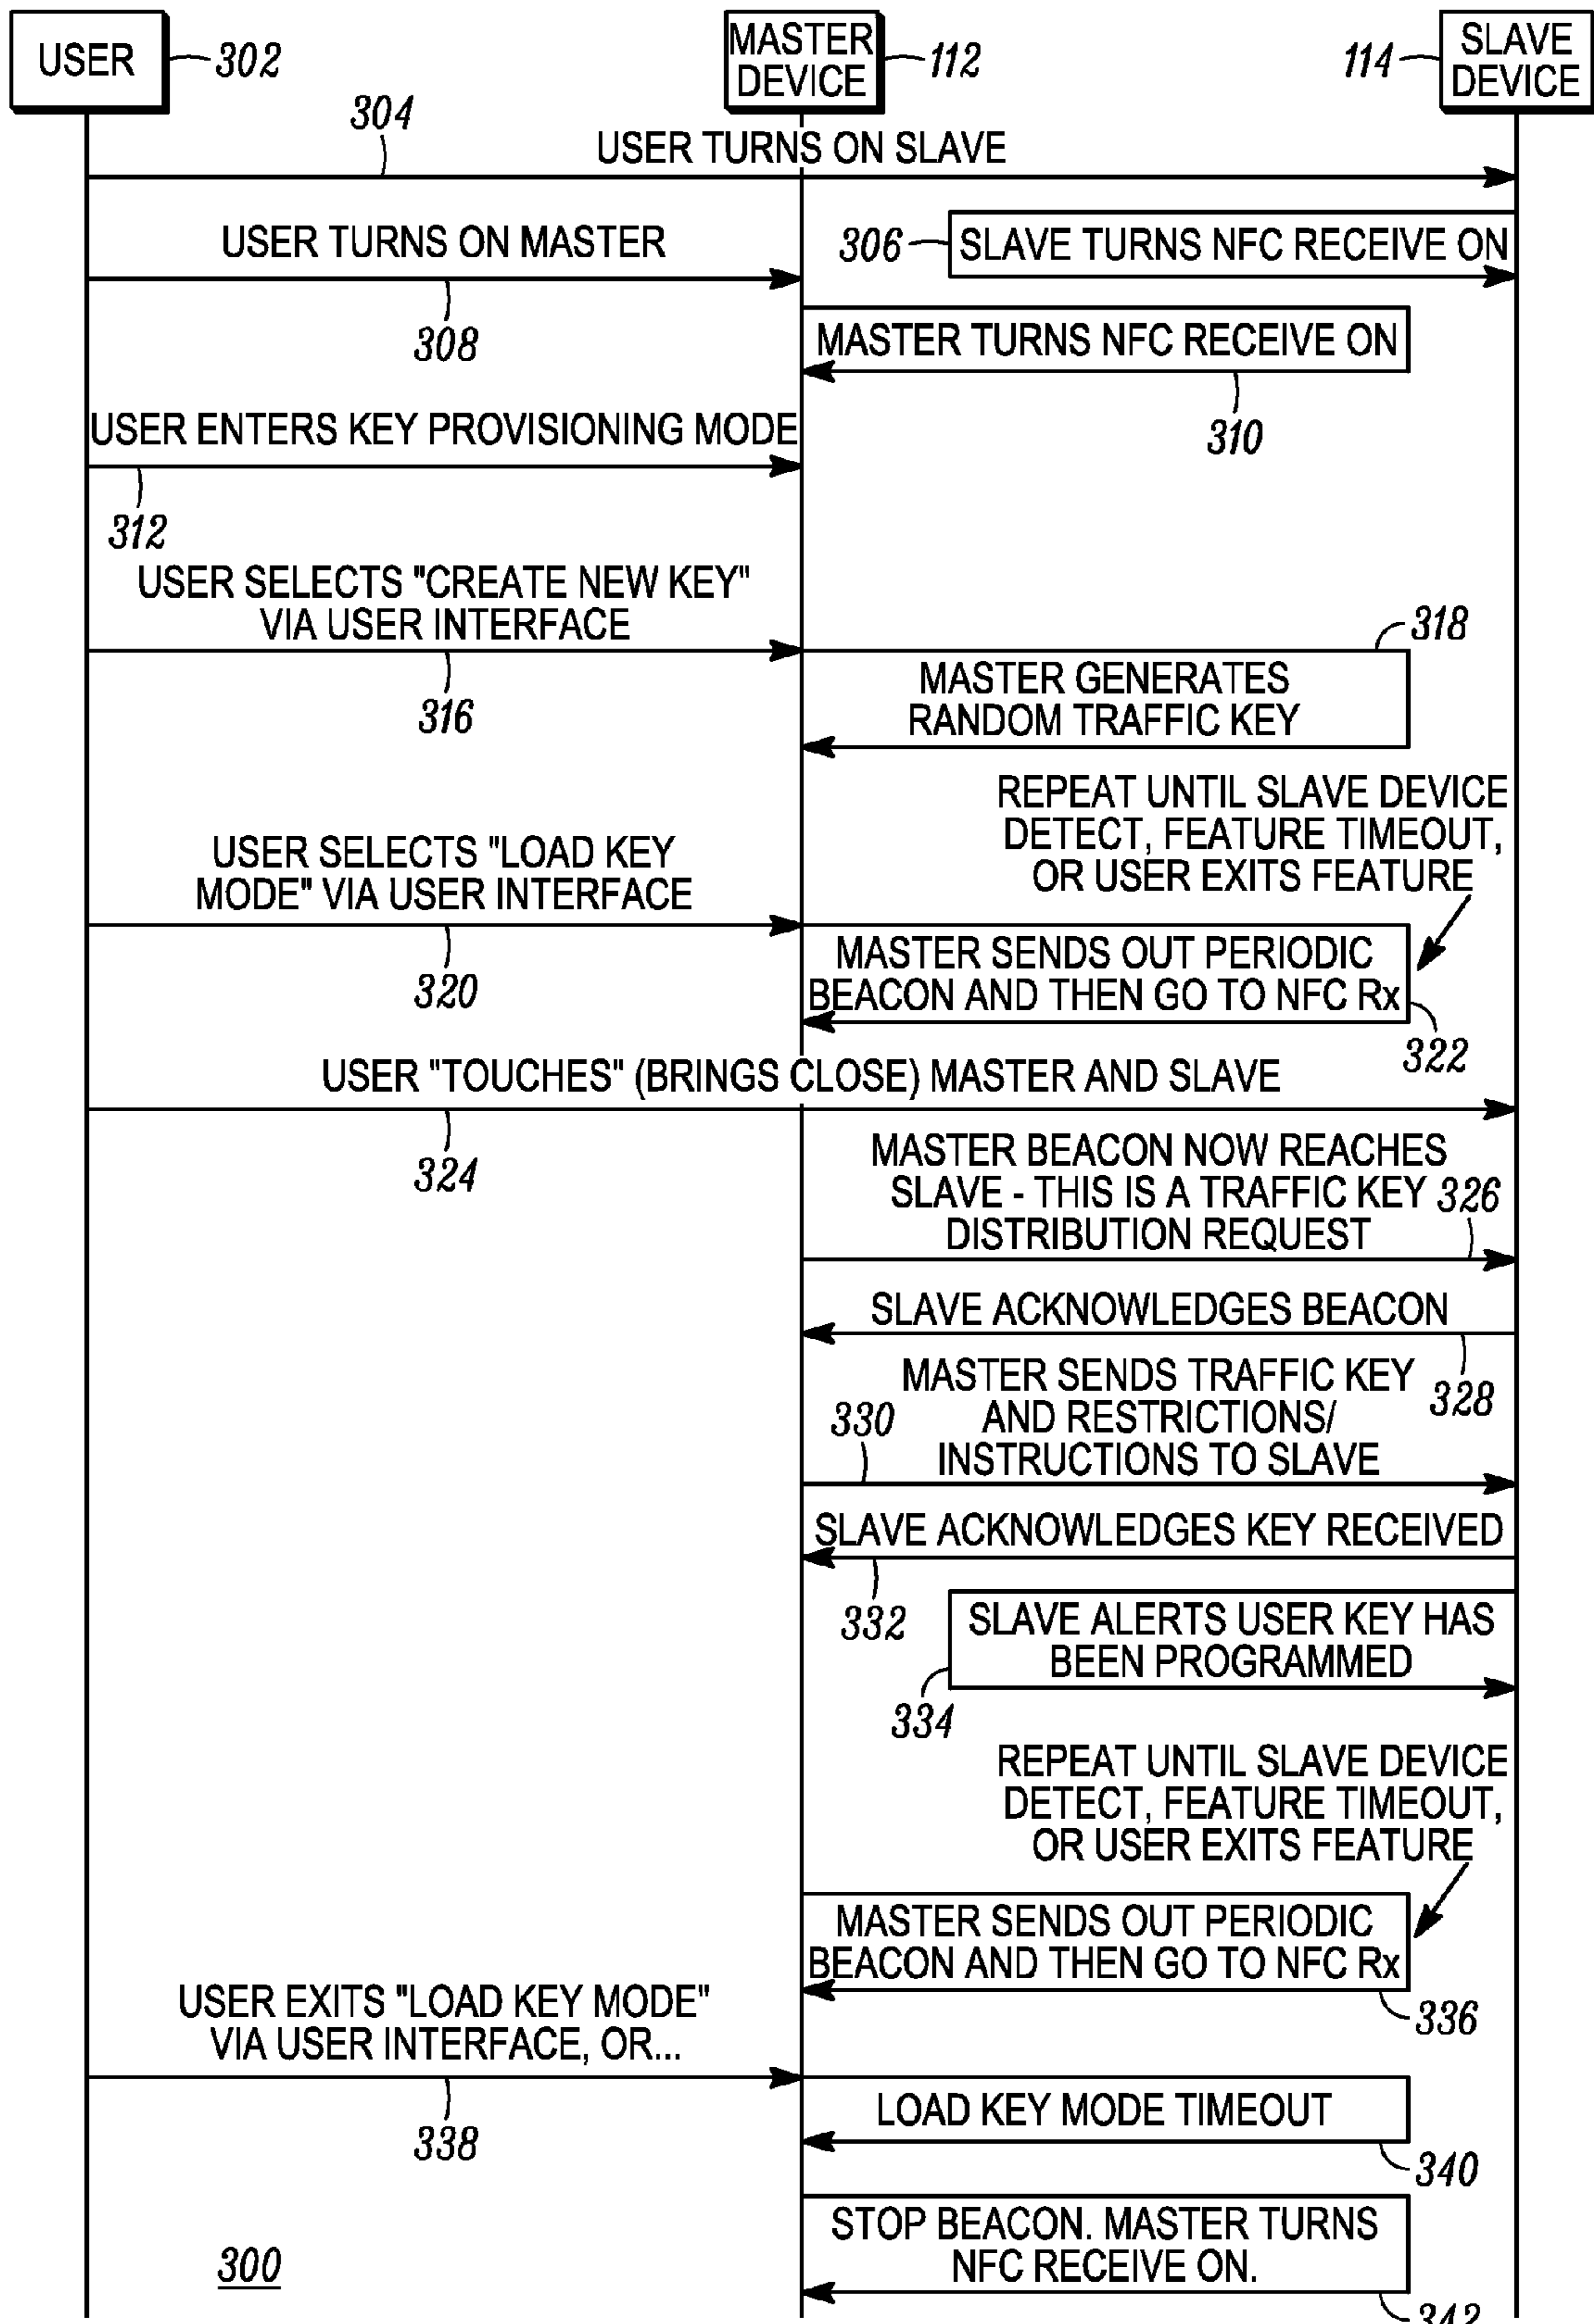 USER
302
MASTER
DEVICE
112
114
SLAVE
DEVICE
304
USER TURNS ON SLAVE
USER TURNS ON MASTER
306
SLAVE TURNS NFC RECEIVE ON
308
MASTER TURNS NFC RECEIVE ON
310
USER ENTERS KEY PROVISIONING MODE
312
USER SELECTS "CREATE NEW KEY"
VIA USER INTERFACE
316
318
MASTER GENERATES
RANDOM TRAFFIC KEY
REPEAT UNTIL SLAVE DEVICE
DETECT, FEATURE TIMEOUT,
OR USER EXITS FEATURE
USER SELECTS "LOAD KEY
MODE" VIA USER INTERFACE
320
MASTER SENDS OUT PERIODIC
BEACON AND THEN GO TO NFC Rx
322
USER "TOUCHES" (BRINGS CLOSE) MASTER AND SLAVE
324
MASTER BEACON NOW REACHES
SLAVE - THIS IS A TRAFFIC KEY
DISTRIBUTION REQUEST
326
SLAVE ACKNOWLEDGES BEACON
328
MASTER SENDS TRAFFIC KEY
AND RESTRICTIONS/
INSTRUCTIONS TO SLAVE
330
SLAVE ACKNOWLEDGES KEY RECEIVED
332
SLAVE ALERTS USER KEY HAS
BEEN PROGRAMMED
334
REPEAT UNTIL SLAVE DEVICE
DETECT, FEATURE TIMEOUT,
OR USER EXITS FEATURE
MASTER SENDS OUT PERIODIC
BEACON AND THEN GO TO NFC Rx
336
USER EXITS "LOAD KEY MODE"
VIA USER INTERFACE, OR...
338
LOAD KEY MODE TIMEOUT
340
STOP BEACON. MASTER TURNS
NFC RECEIVE ON.
342
300